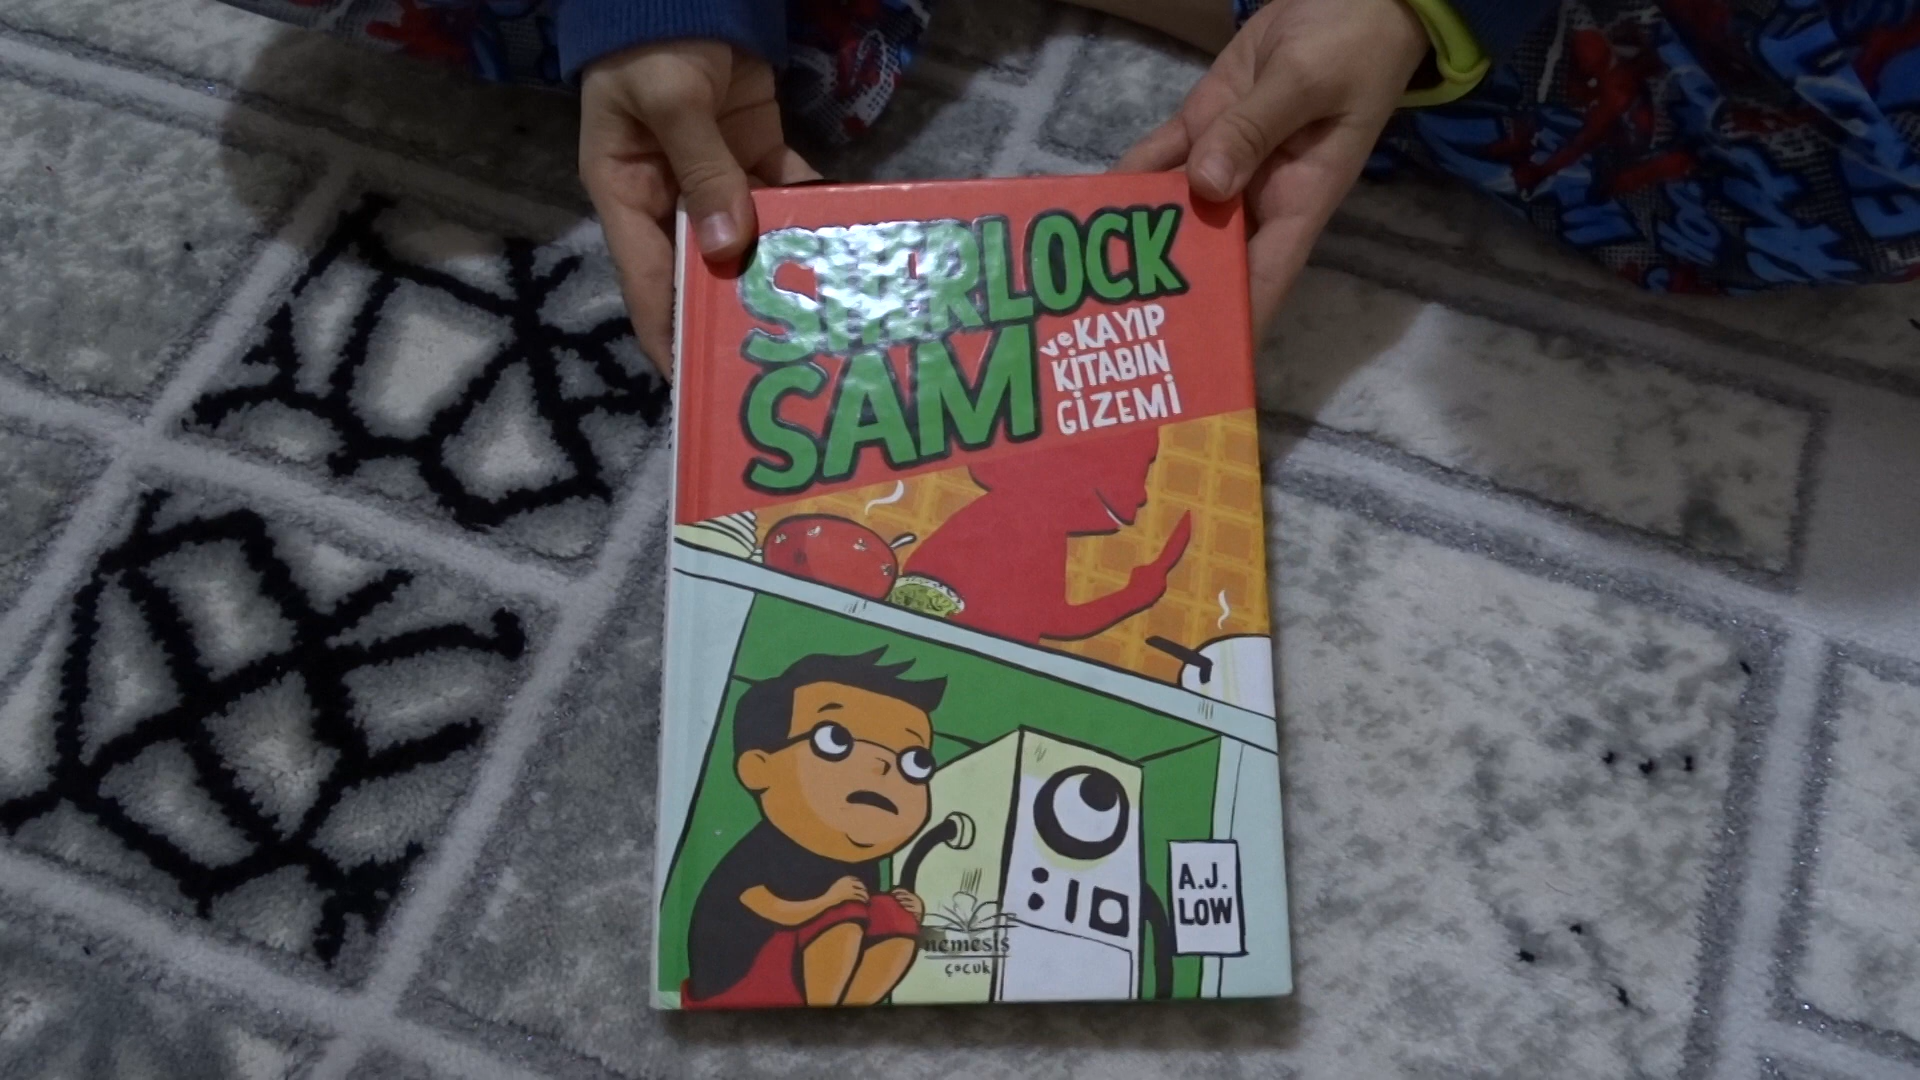 SHERLOCK
SAM
ve KAYIP
KİTABIN
GİZEMİ
A.J.
LOW
nemesis
çocuk